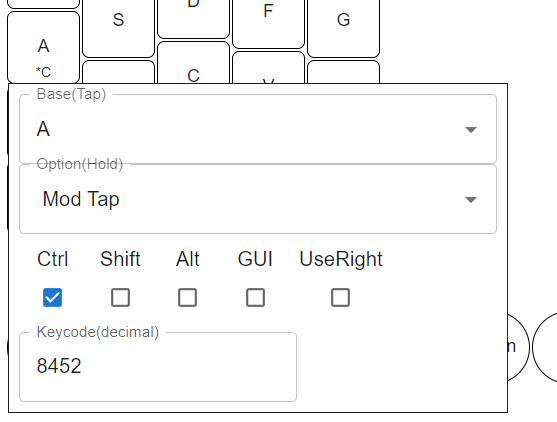 D
S
F
G
A
*C
C
Base(Tap)
A
Option(Hold)
Mod Tap
Ctrl Shift Alt GUI UseRight
Keycode(decimal)
8452
n